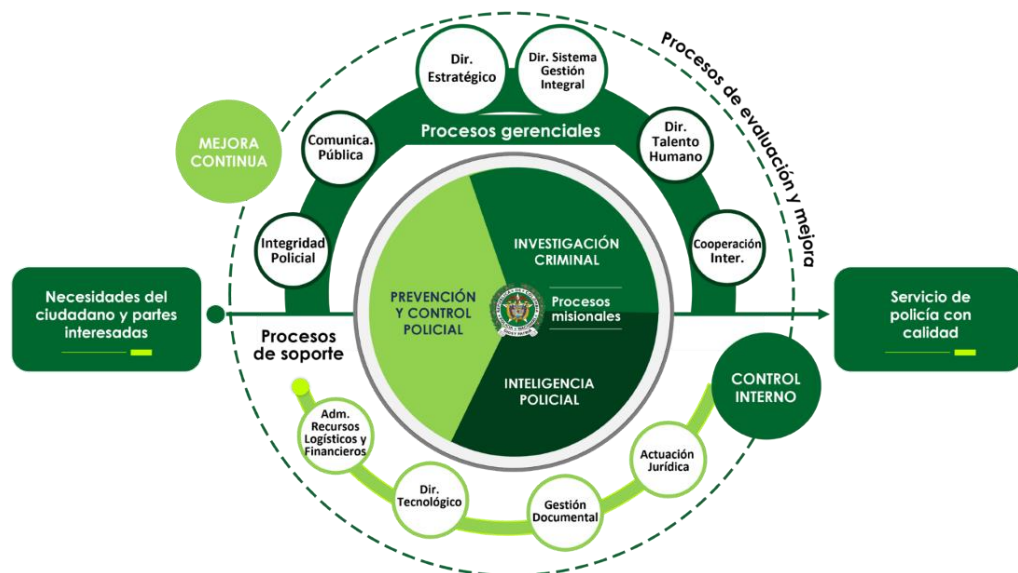 Dir.
Estratégico
Dir. Sistema
Gestión
Integral
Procesos de evaluación y mejora
MEJORA
CONTINUA
Comunica.
Pública
Procesos gerenciales
Dir.
Talento
Humano
Integridad
Policial
Cooperación
Inter.
INVESTIGACIÓN
CRIMINAL
Necesidades del
ciudadano y partes
interesadas
PREVENCIÓN
Y CONTROL
POLICIAL
Procesos
misionales
Servicio de
policía con
calidad
Procesos
de soporte
INTELIGENCIA
POLICIAL
CONTROL
INTERNO
Adm.
Recursos
Logísticos y
Financieros
Dir.
Tecnológico
Gestión
Documental
Actuación
Jurídica